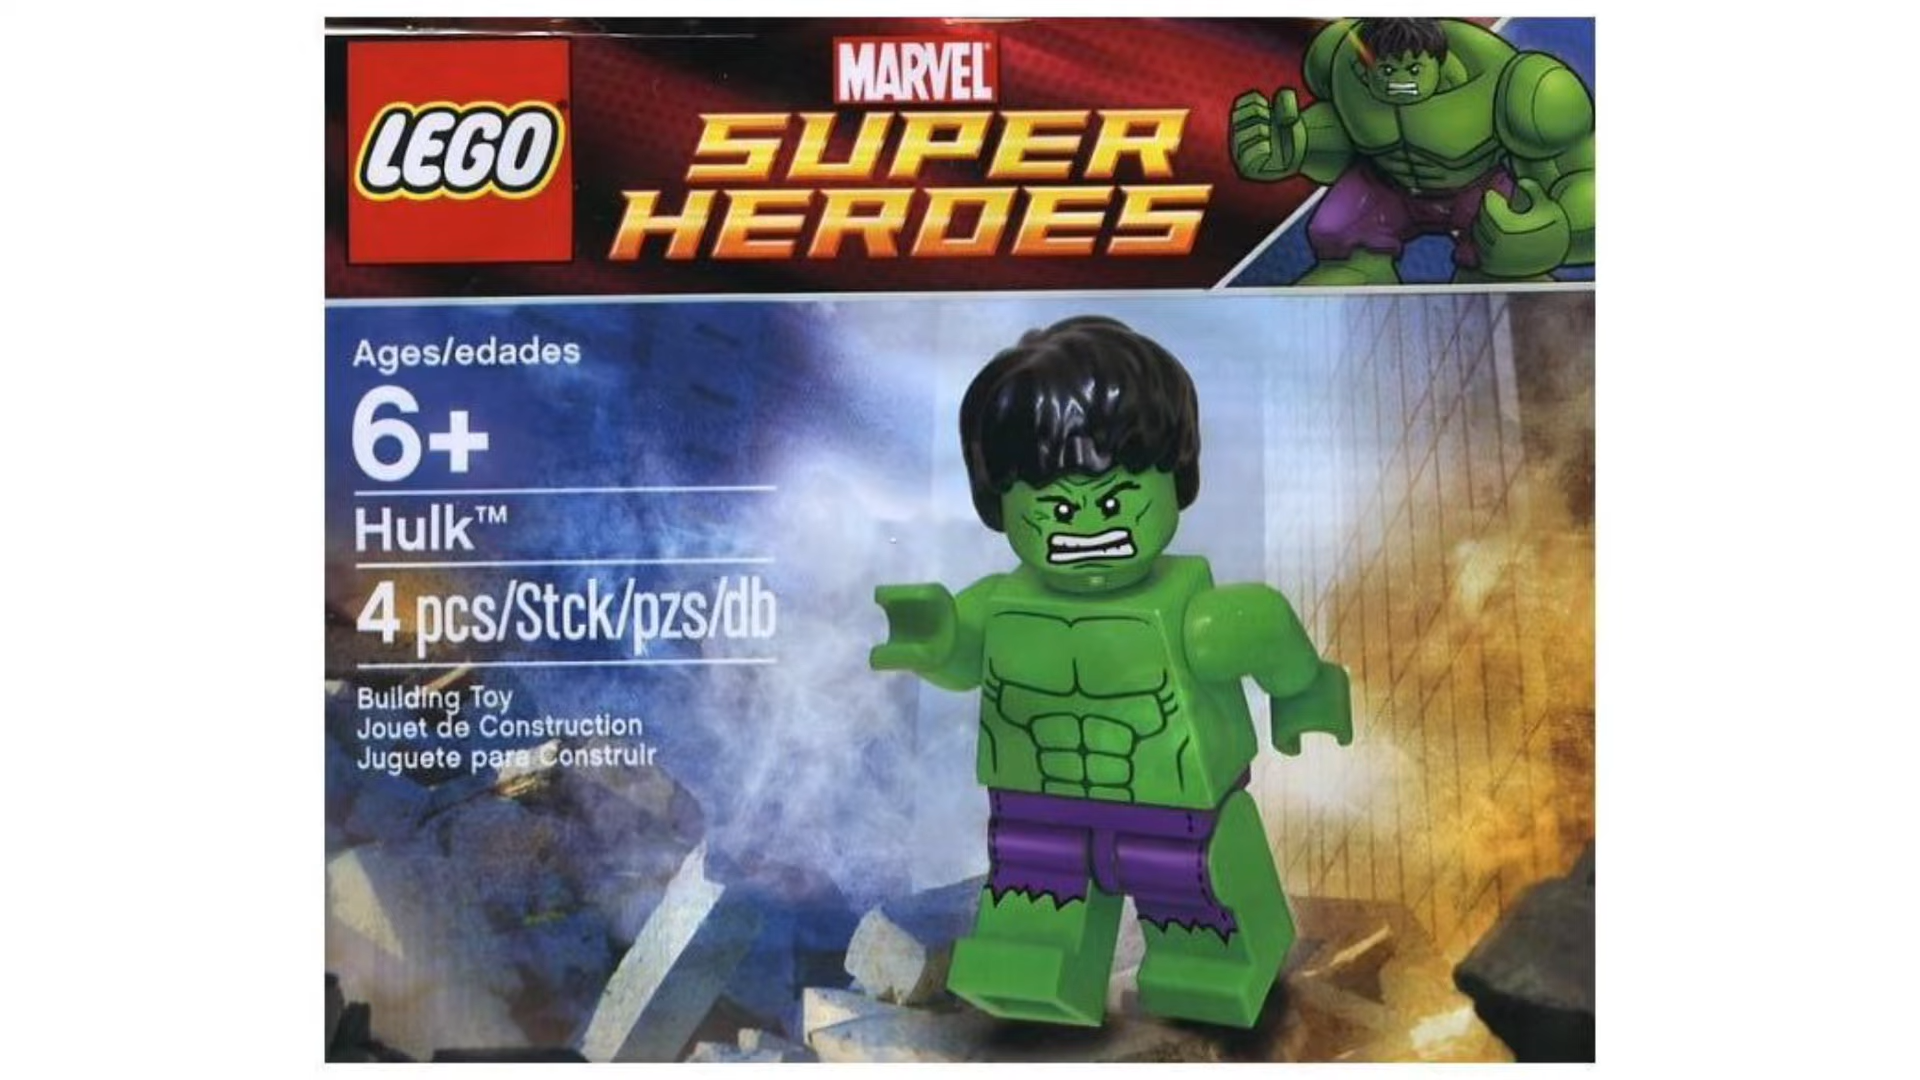 LEGO
MARVEL
SUPER
HEROES
Ages/edades
6+
Hulk™
4 pcs/Stck/pzs/db
Building Toy
Jouet de Construction
Juguete para Construir